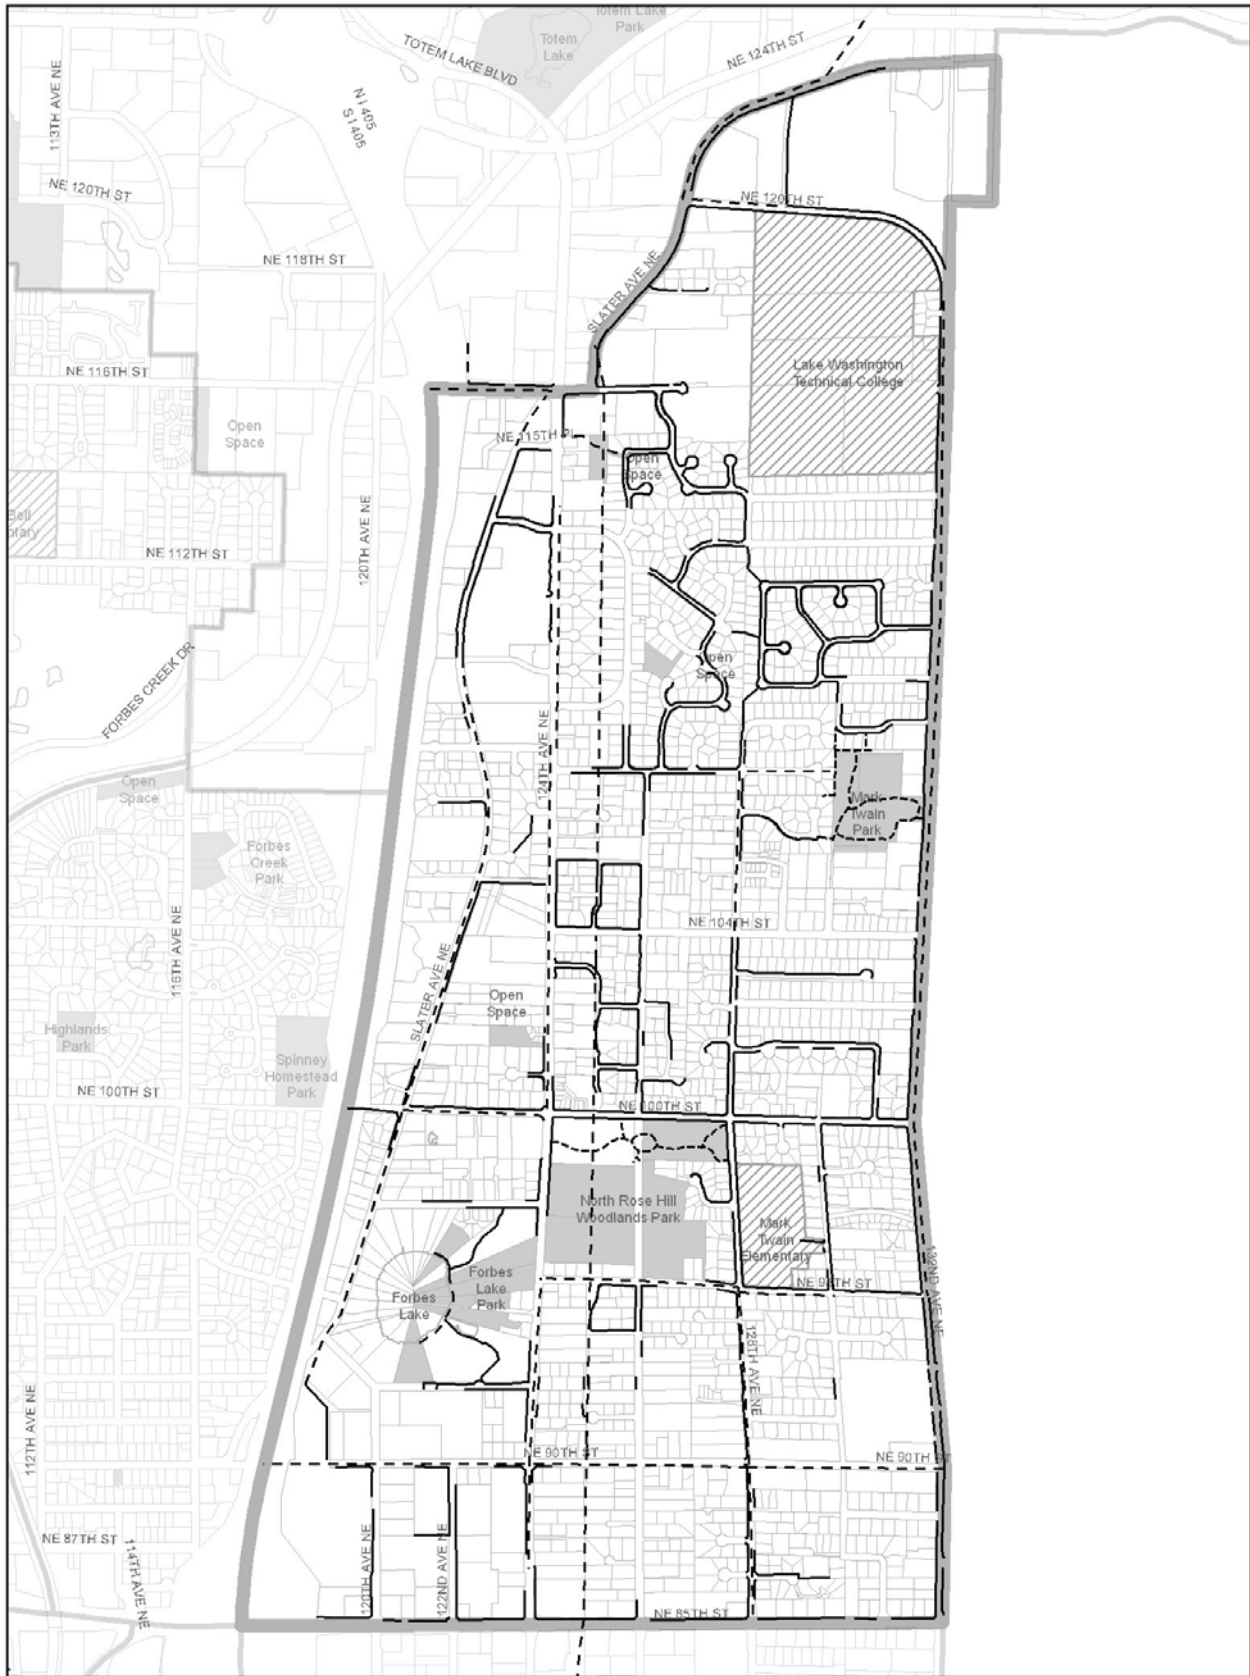 Totem Lake
Park
Totem
Lake
TOTEM LAKE BLVD
NE 124TH ST
113TH AVE NE
N I 405
S I 405
NE 120TH ST
NE 120TH ST
NE 118TH ST
SLATER AVE NE
NE 116TH ST
Lake Washington
Technical College
Open
Space
NE 115TH PL
Open
Space
Bell
ntary
NE 112TH ST
120TH AVE NE
FORBES CREEK DR
Open
Space
124TH AVE NE
Open
Space
Mark
Twain
Park
Forbes
Creek
Park
116TH AVE NE
NE 104TH ST
SLATER AVE NE
Open
Space
Highlands
Park
Spinney
Homestead
Park
NE 100TH ST
NE 100TH ST
North Rose Hill
Woodlands Park
Mark
Twain
Elementary
132ND AVE NE
Forbes
Lake
Park
Forbes
Lake
NE 94TH ST
128TH AVE NE
112TH AVE NE
NE 90TH ST
NE 90TH ST
NE 87TH ST
114TH AVE NE
120TH AVE NE
122ND AVE NE
NE 85TH ST